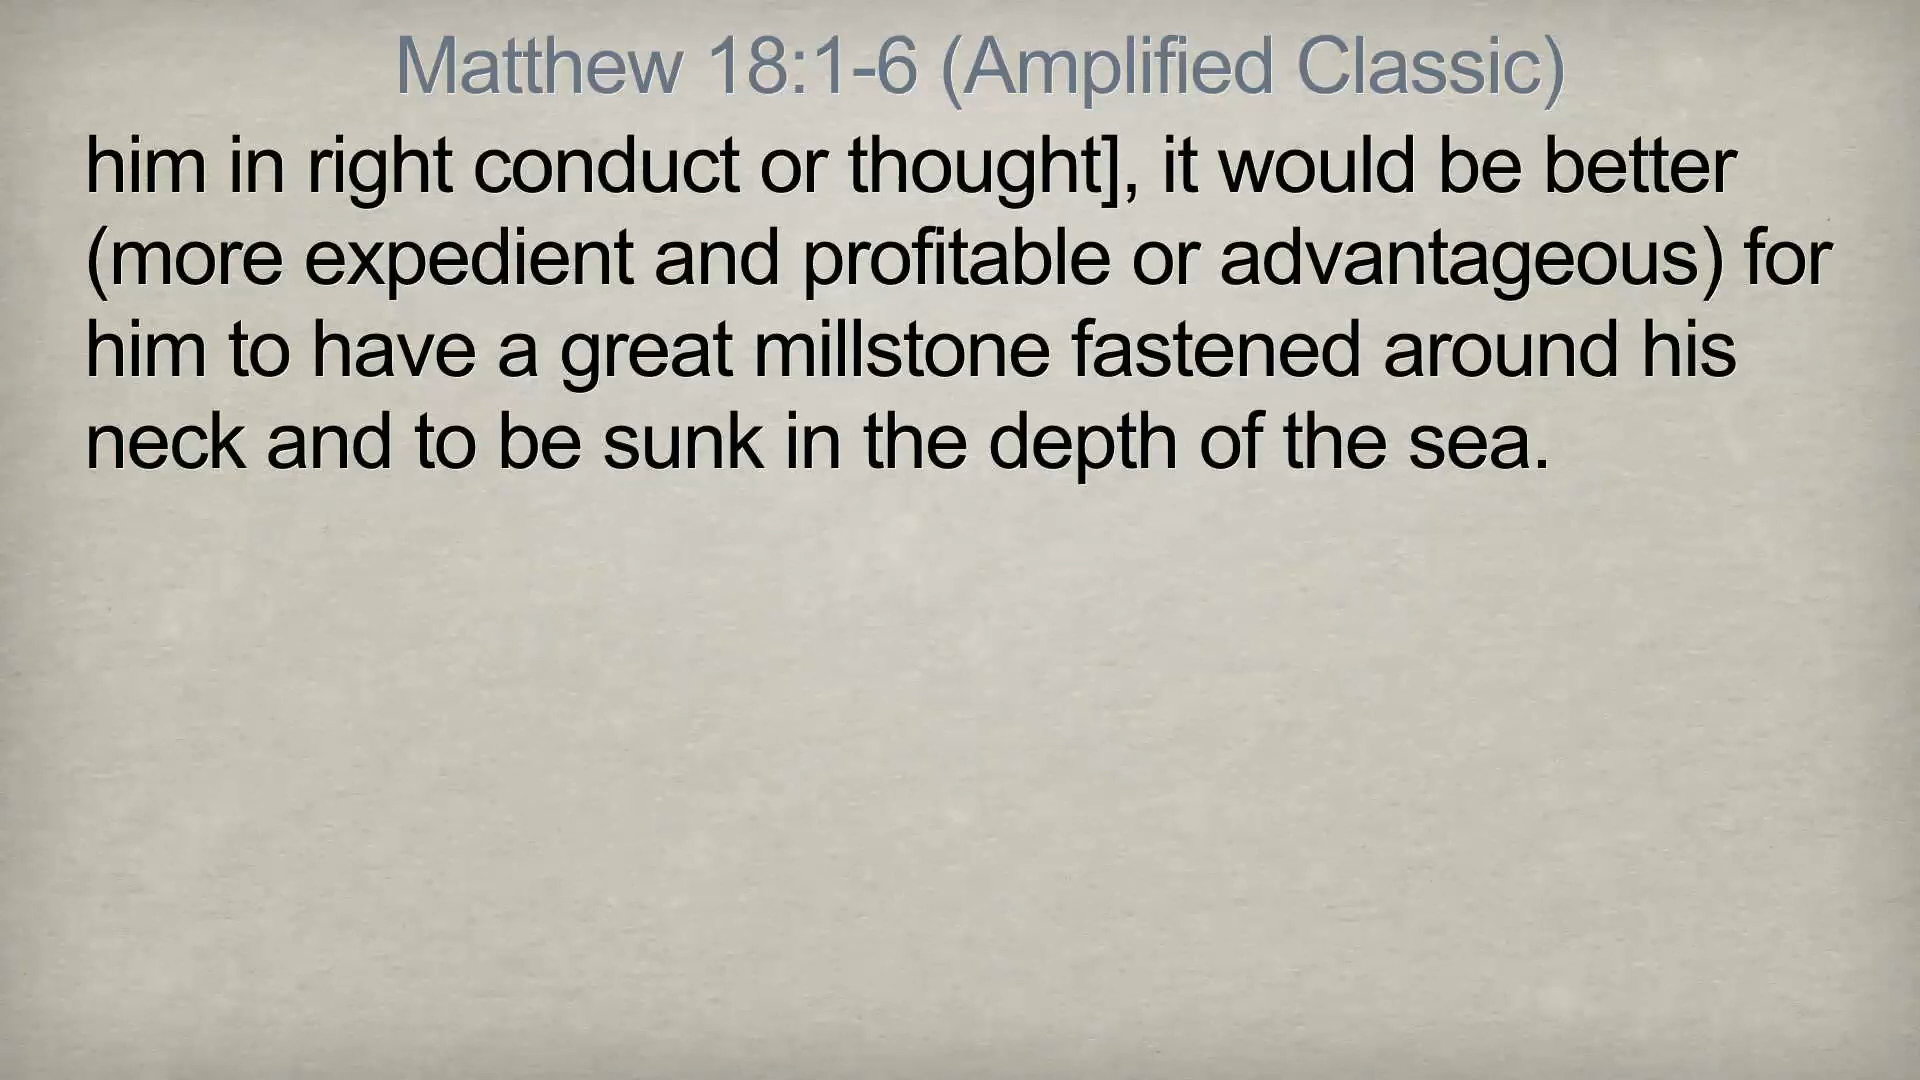 Matthew 18:1-6 (Amplified Classic)
him in right conduct or thought], it would be better
(more expedient and profitable or advantageous) for
him to have a great millstone fastened around his
neck and to be sunk in the depth of the sea.